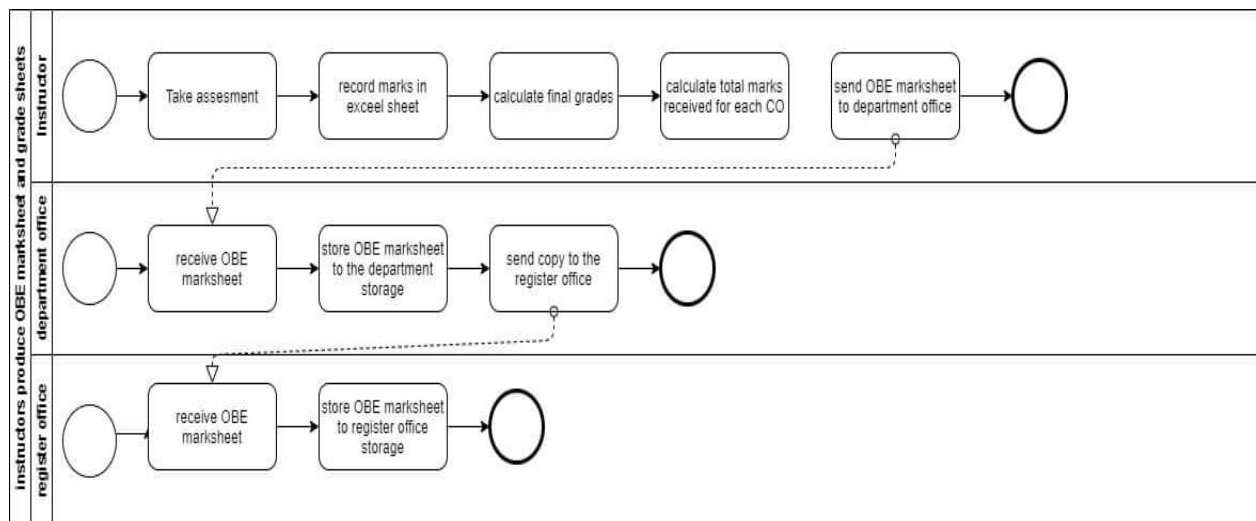 instructors produce OBE marksheet and grade sheets
Instructor
Take assesment
record marks in
exceel sheet
calculate final grades
calculate total marks
received for each CO
send OBE marksheet
to department office
department office
receive OBE
marksheet
store OBE marksheet
to the department
storage
send copy to the
register office
register office
receive OBE
marksheet
store OBE marksheet
to register office
storage